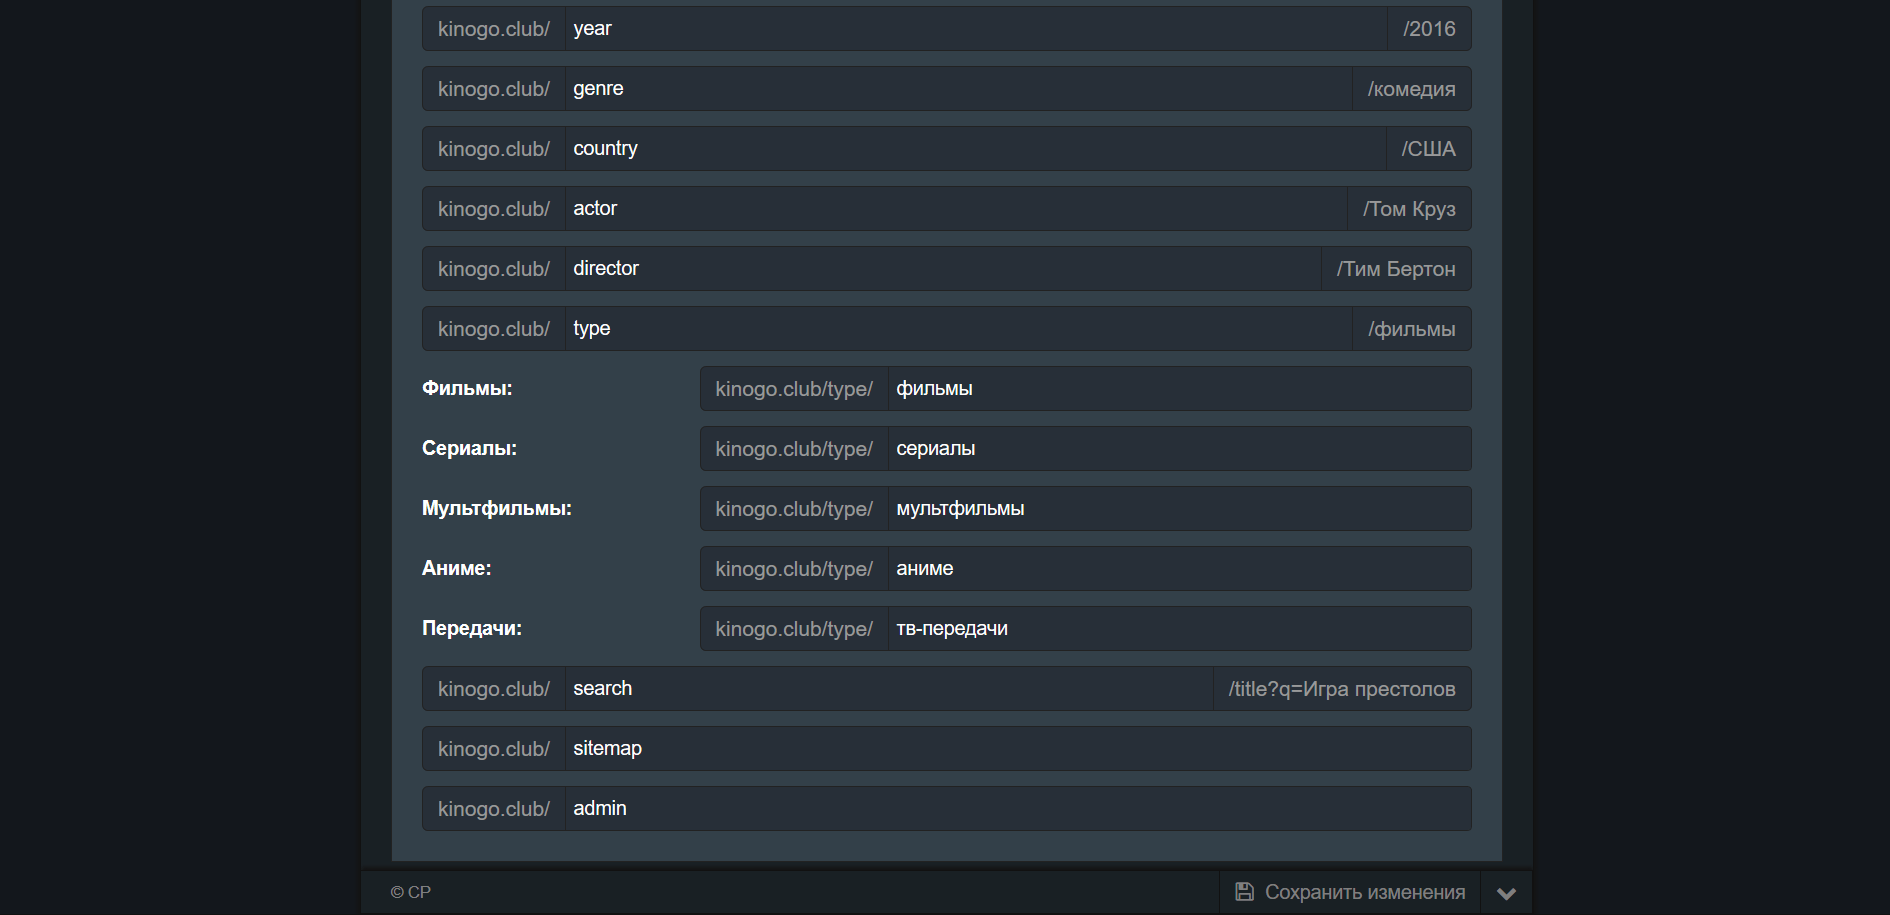 kinogo.club/ year /2016
kinogo.club/ genre /комедия
kinogo.club/ country /США
kinogo.club/ actor /Том Круз
kinogo.club/ director /Тим Бертон
kinogo.club/ type /фильмы
Фильмы: kinogo.club/type/ фильмы
Сериалы: kinogo.club/type/ сериалы
Мультфильмы: kinogo.club/type/ мультфильмы
Аниме: kinogo.club/type/ аниме
Передачи: kinogo.club/type/ тв-передачи
kinogo.club/ search /title?q=Игра престолов
kinogo.club/ sitemap
kinogo.club/ admin
© CP Сохранить изменения